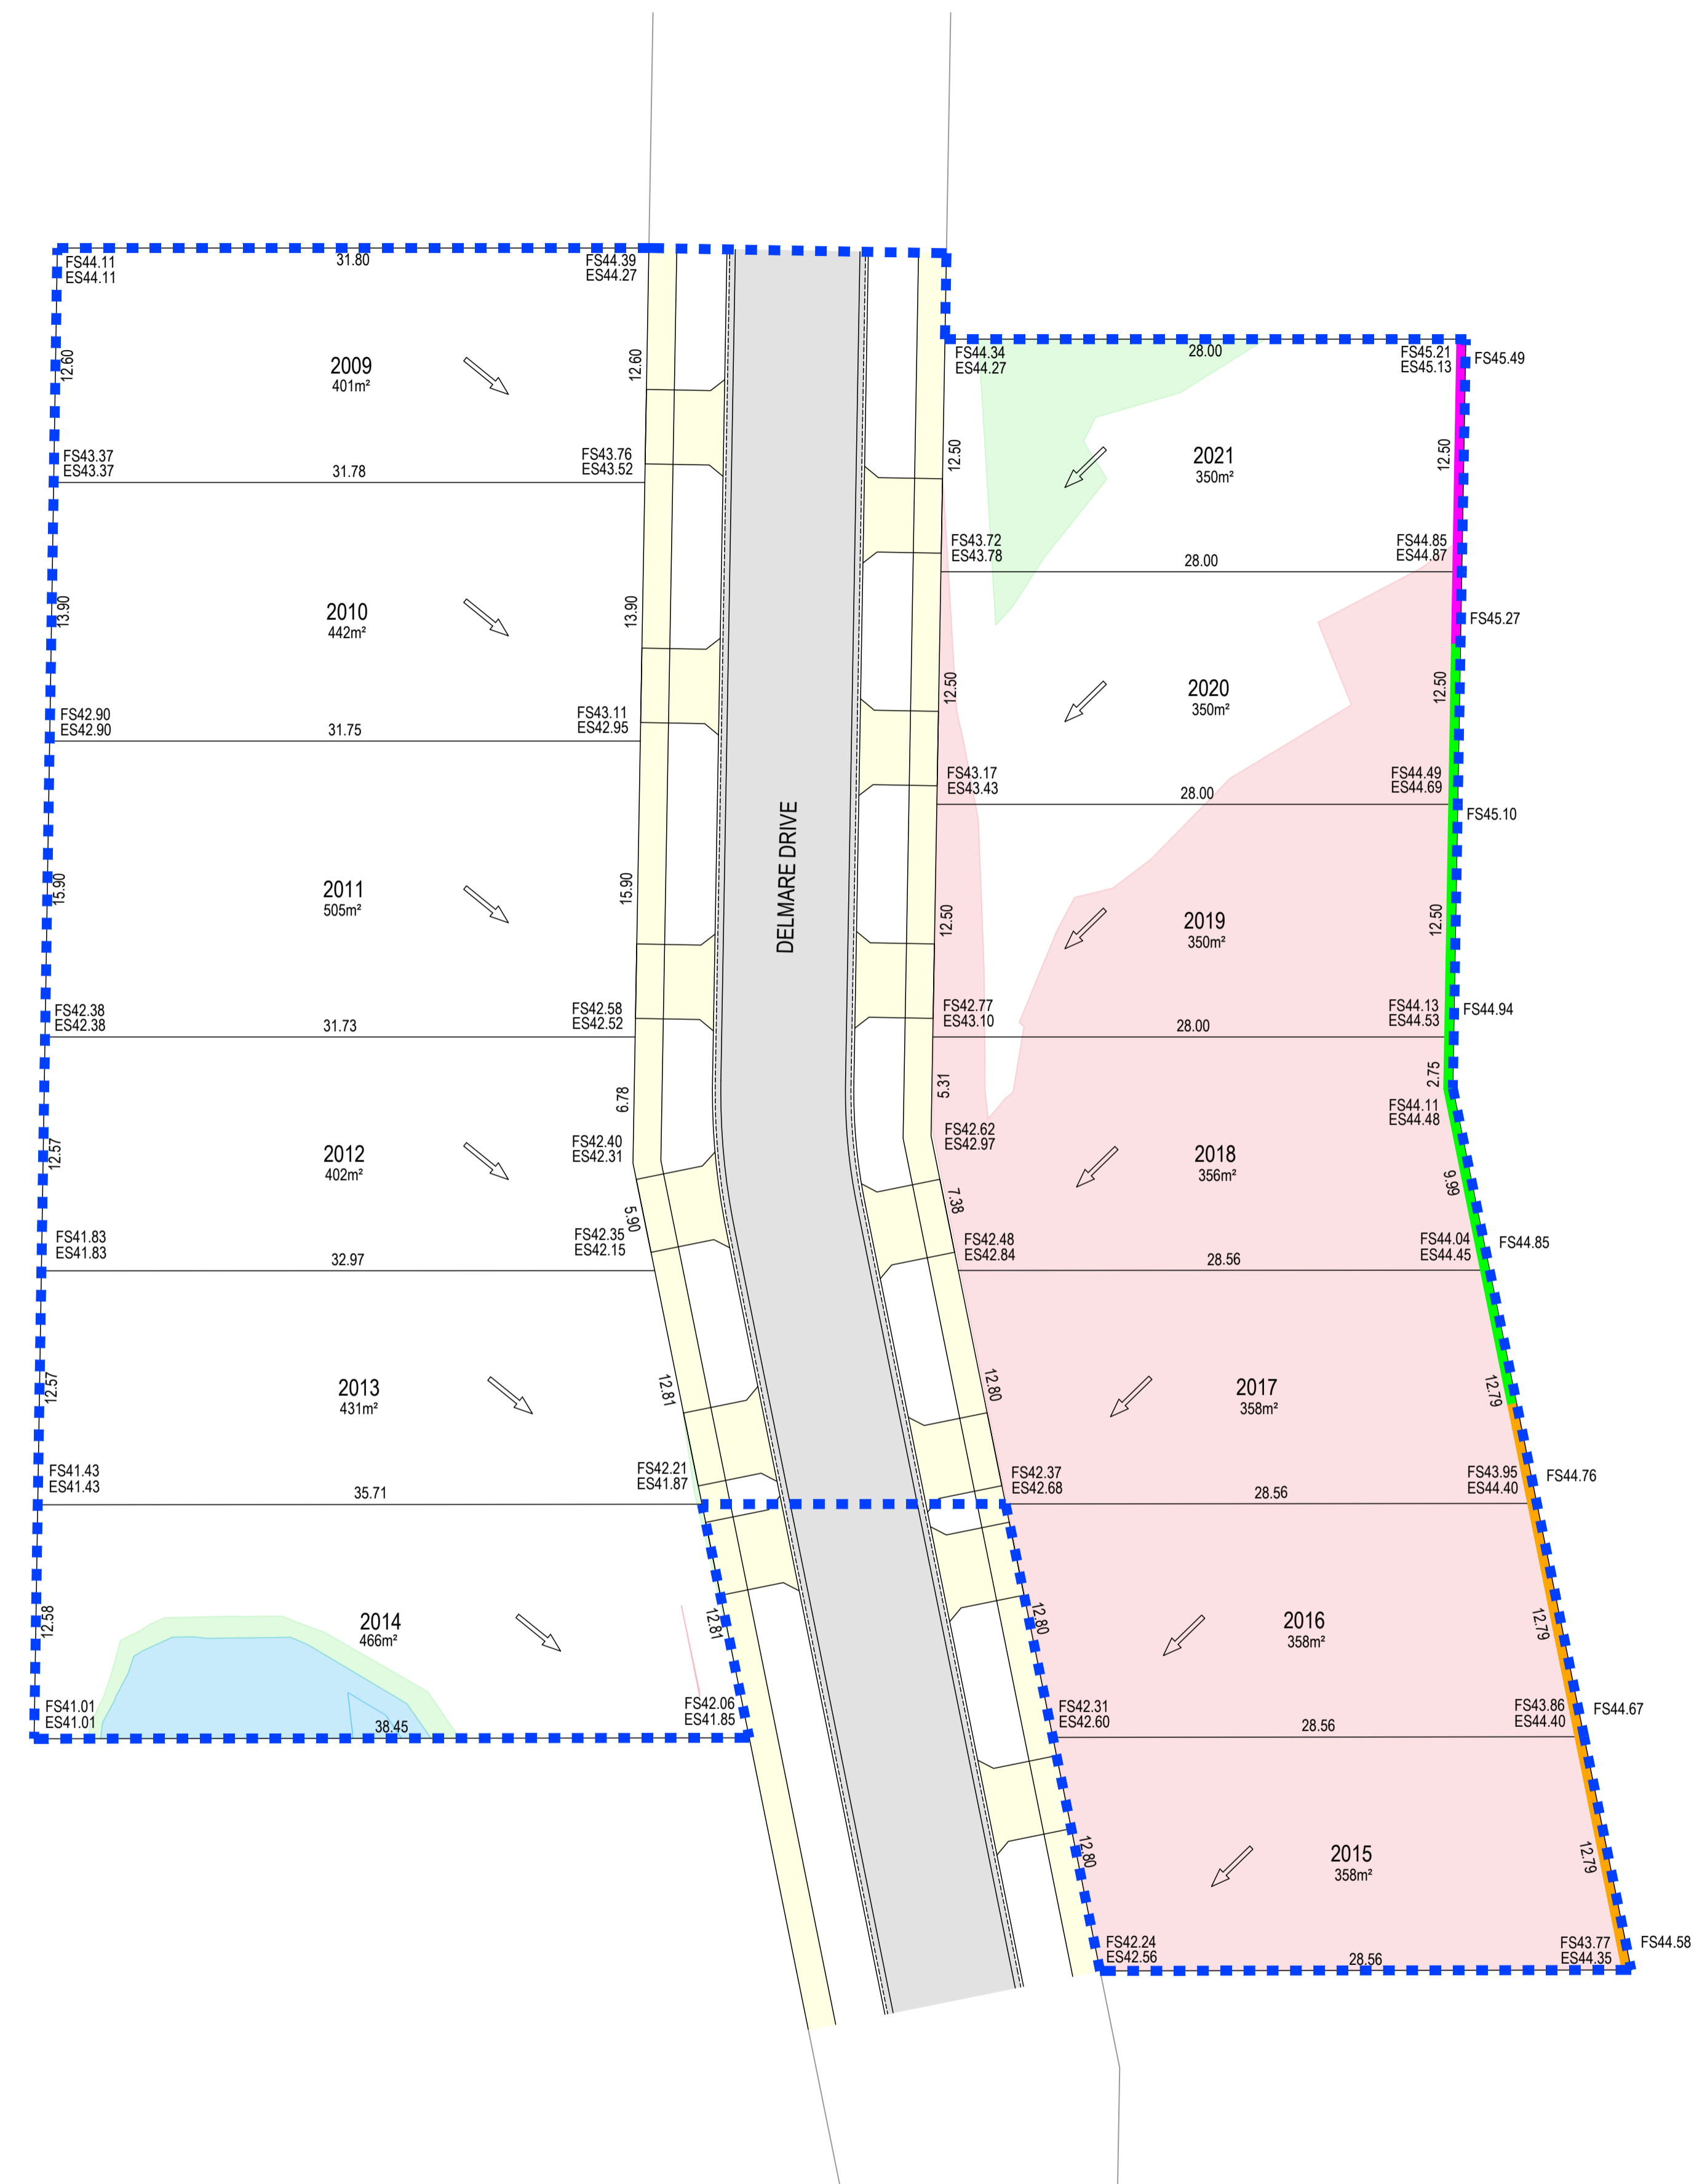 FS44.11
ES44.11
31.80
FS44.39
ES44.27
12.60
2009
401m²
12.60
FS43.37
ES43.37
31.78
FS43.76
ES43.52
13.90
2010
442m²
13.90
FS42.90
ES42.90
31.75
FS43.11
ES42.95
15.90
2011
505m²
15.90
FS42.38
ES42.38
31.73
FS42.58
ES42.52
6.78
12.57
2012
402m²
FS42.40
ES42.31
5.90
FS41.83
ES41.83
32.97
FS42.35
ES42.15
12.57
2013
431m²
12.81
FS41.43
ES41.43
35.71
FS42.21
ES41.87
12.58
2014
466m²
12.81
FS41.01
ES41.01
38.45
FS42.06
ES41.85
DELMARE DRIVE
FS44.34
ES44.27
28.00
FS45.21
ES45.13
FS45.49
12.50
2021
350m²
12.50
FS43.72
ES43.78
28.00
FS44.85
ES44.87
FS45.27
12.50
2020
350m²
12.50
FS43.17
ES43.43
28.00
FS44.49
ES44.69
FS45.10
12.50
2019
350m²
12.50
FS42.77
ES43.10
28.00
FS44.13
ES44.53
FS44.94
5.31
2.75
FS44.11
ES44.48
FS42.62
ES42.97
2018
356m²
7.38
9.99
FS42.48
ES42.84
28.56
FS44.04
ES44.45
FS44.85
12.80
2017
358m²
12.79
FS42.37
ES42.68
28.56
FS43.95
ES44.40
FS44.76
12.80
2016
358m²
12.79
FS42.31
ES42.60
28.56
FS43.86
ES44.40
FS44.67
12.80
2015
358m²
12.79
FS42.24
ES42.56
28.56
FS43.77
ES44.35
FS44.58